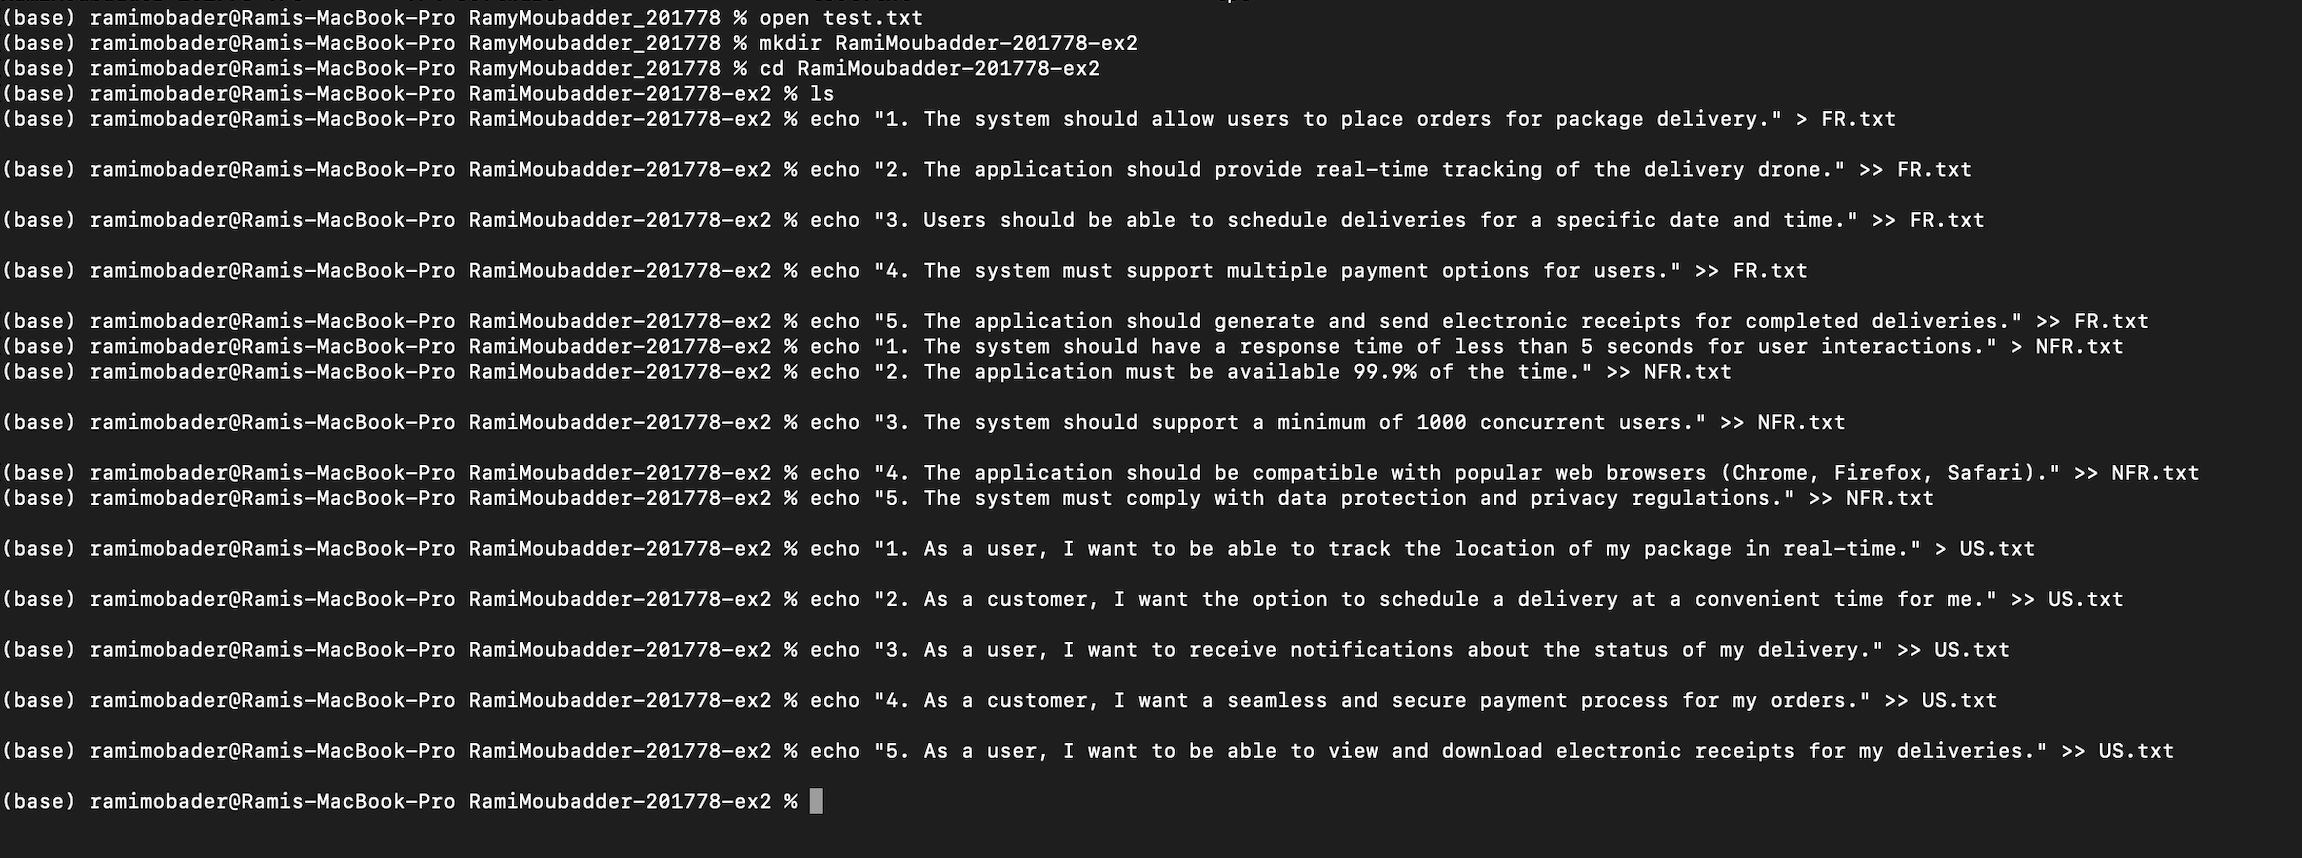 (base) ramimobader@Ramis-MacBook-Pro RamyMoubadder_201778 % open test.txt
(base) ramimobader@Ramis-MacBook-Pro RamyMoubadder_201778 % mkdir RamiMoubadder-201778-ex2
(base) ramimobader@Ramis-MacBook-Pro RamyMoubadder_201778 % cd RamiMoubadder-201778-ex2
(base) ramimobader@Ramis-MacBook-Pro RamiMoubadder-201778-ex2 % ls
(base) ramimobader@Ramis-MacBook-Pro RamiMoubadder-201778-ex2 % echo "1. The system should allow users to place orders for package delivery." > FR.txt
(base) ramimobader@Ramis-MacBook-Pro RamiMoubadder-201778-ex2 % echo "2. The application should provide real-time tracking of the delivery drone." >> FR.txt
(base) ramimobader@Ramis-MacBook-Pro RamiMoubadder-201778-ex2 % echo "3. Users should be able to schedule deliveries for a specific date and time." >> FR.txt
(base) ramimobader@Ramis-MacBook-Pro RamiMoubadder-201778-ex2 % echo "4. The system must support multiple payment options for users." >> FR.txt
(base) ramimobader@Ramis-MacBook-Pro RamiMoubadder-201778-ex2 % echo "5. The application should generate and send electronic receipts for completed deliveries." >> FR.txt
(base) ramimobader@Ramis-MacBook-Pro RamiMoubadder-201778-ex2 % echo "1. The system should have a response time of less than 5 seconds for user interactions." > NFR.txt
(base) ramimobader@Ramis-MacBook-Pro RamiMoubadder-201778-ex2 % echo "2. The application must be available 99.9% of the time." >> NFR.txt
(base) ramimobader@Ramis-MacBook-Pro RamiMoubadder-201778-ex2 % echo "3. The system should support a minimum of 1000 concurrent users." >> NFR.txt
(base) ramimobader@Ramis-MacBook-Pro RamiMoubadder-201778-ex2 % echo "4. The application should be compatible with popular web browsers (Chrome, Firefox, Safari)." >> NFR.txt
(base) ramimobader@Ramis-MacBook-Pro RamiMoubadder-201778-ex2 % echo "5. The system must comply with data protection and privacy regulations." >> NFR.txt
(base) ramimobader@Ramis-MacBook-Pro RamiMoubadder-201778-ex2 % echo "1. As a user, I want to be able to track the location of my package in real-time." > US.txt
(base) ramimobader@Ramis-MacBook-Pro RamiMoubadder-201778-ex2 % echo "2. As a customer, I want the option to schedule a delivery at a convenient time for me." >> US.txt
(base) ramimobader@Ramis-MacBook-Pro RamiMoubadder-201778-ex2 % echo "3. As a user, I want to receive notifications about the status of my delivery." >> US.txt
(base) ramimobader@Ramis-MacBook-Pro RamiMoubadder-201778-ex2 % echo "4. As a customer, I want a seamless and secure payment process for my orders." >> US.txt
(base) ramimobader@Ramis-MacBook-Pro RamiMoubadder-201778-ex2 % echo "5. As a user, I want to be able to view and download electronic receipts for my deliveries." >> US.txt
(base) ramimobader@Ramis-MacBook-Pro RamiMoubadder-201778-ex2 %